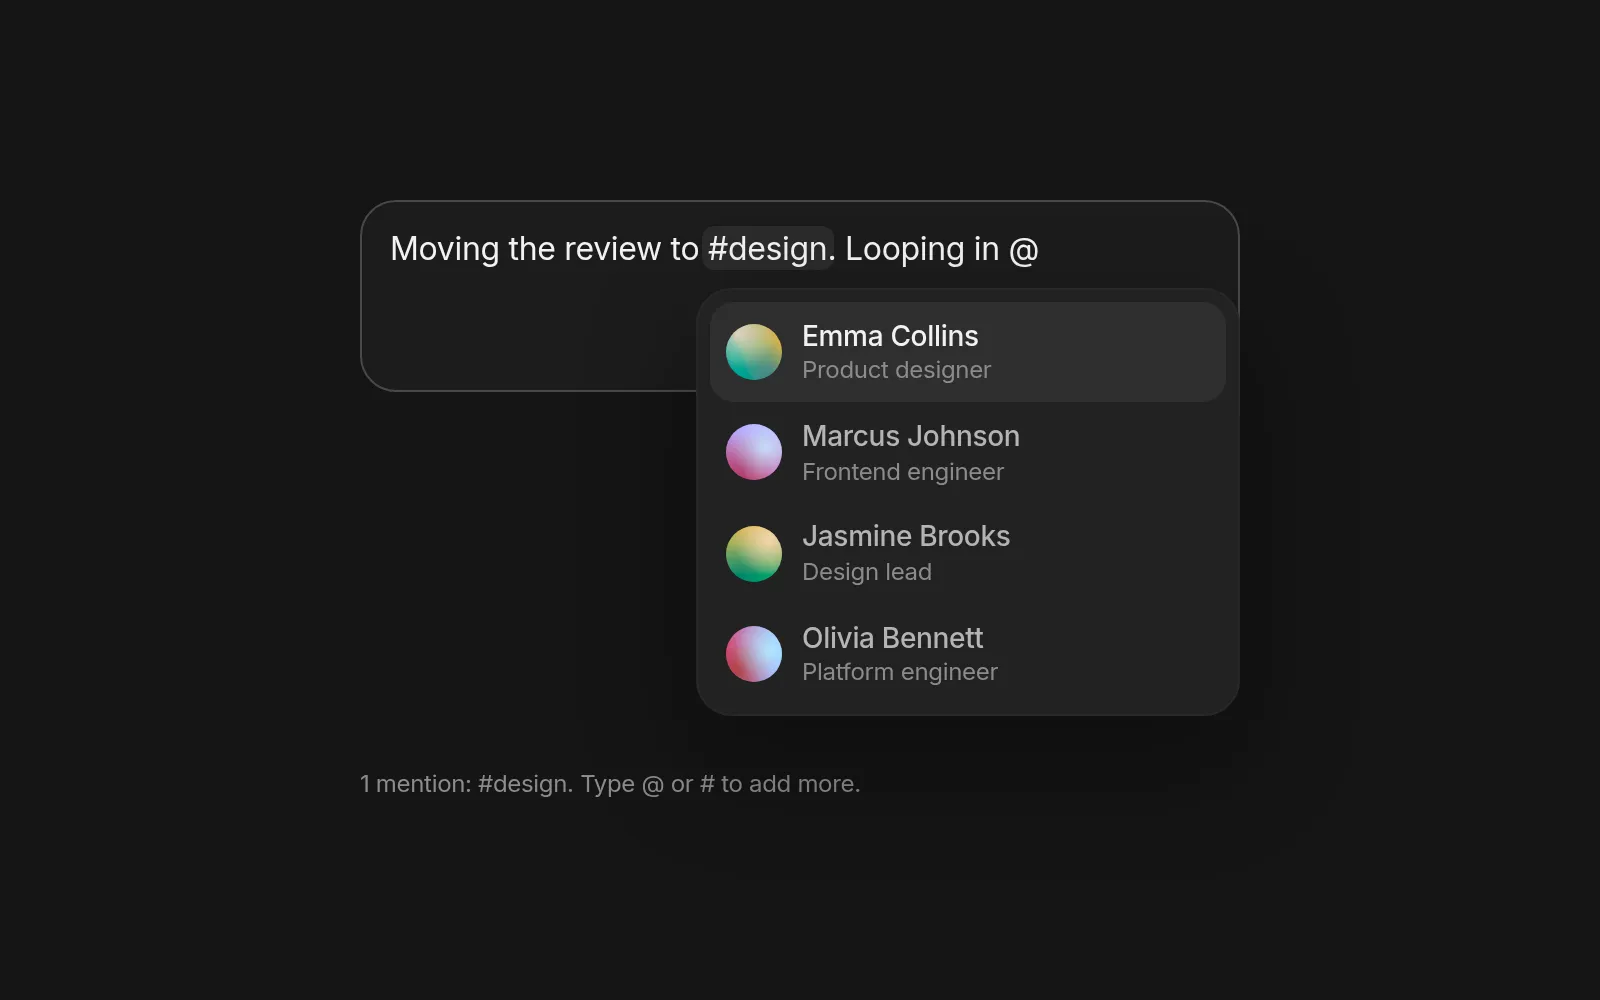 Moving the review to #design. Looping in @
Emma Collins
Product designer
Marcus Johnson
Frontend engineer
Jasmine Brooks
Design lead
Olivia Bennett
Platform engineer
1 mention: #design. Type @ or # to add more.